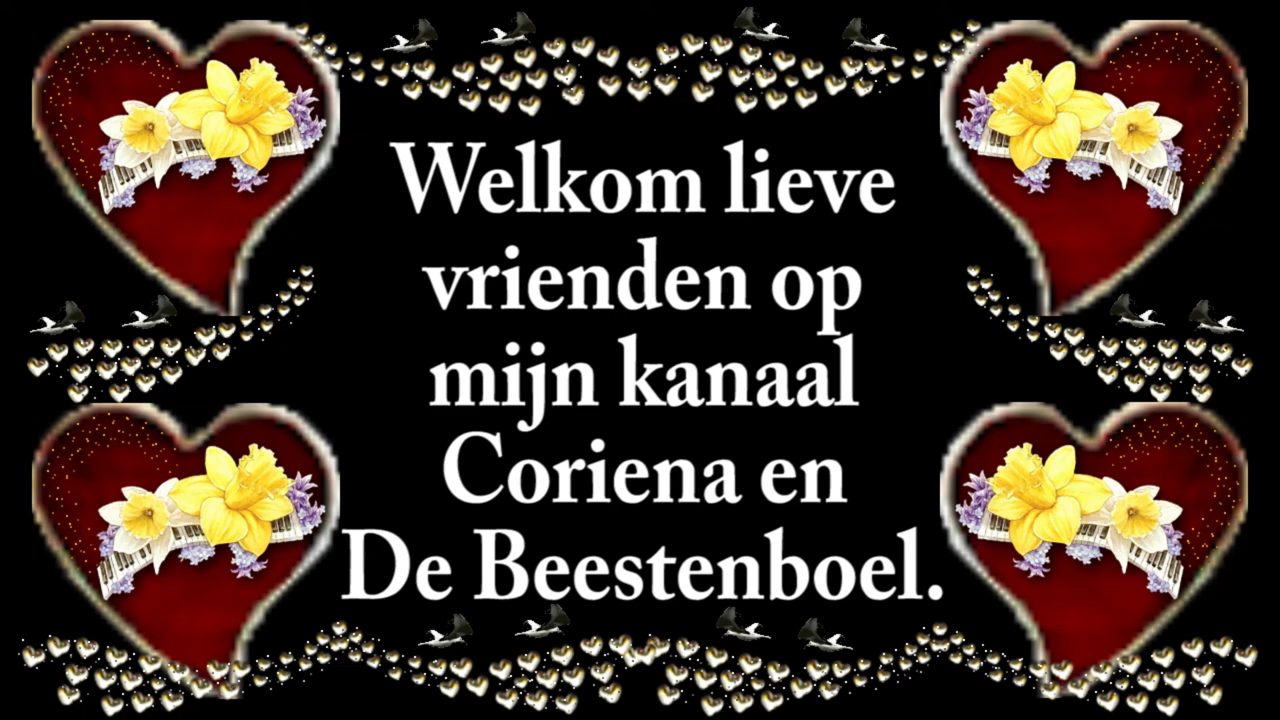 Welkom lieve
vrienden op
mijn kanaal
Coriena en
De Beestenboel.